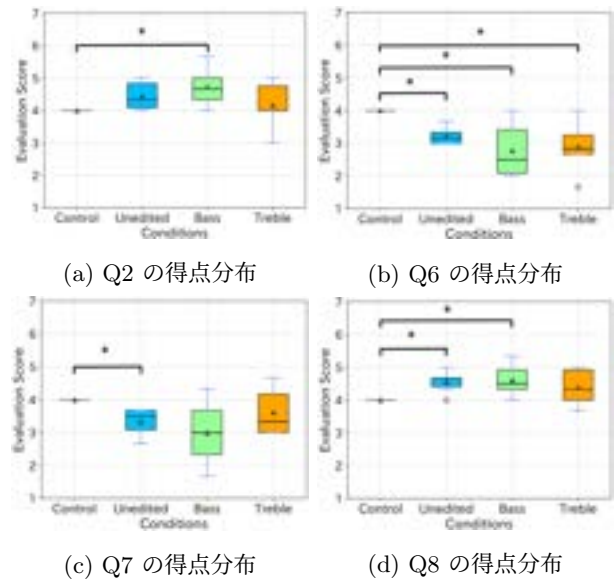 7
6
5
4
3
2
1
Evaluation Score
*
Control Unedited Bass Treble
Conditions
(a) Q2 の得点分布
7
6
5
4
3
2
1
Evaluation Score
*
*
*
Control Unedited Bass Treble
Conditions
(b) Q6 の得点分布
7
6
5
4
3
2
1
Evaluation Score
*
Control Unedited Bass Treble
Conditions
(c) Q7 の得点分布
7
6
5
4
3
2
1
Evaluation Score
*
*
Control Unedited Bass Treble
Conditions
(d) Q8 の得点分布